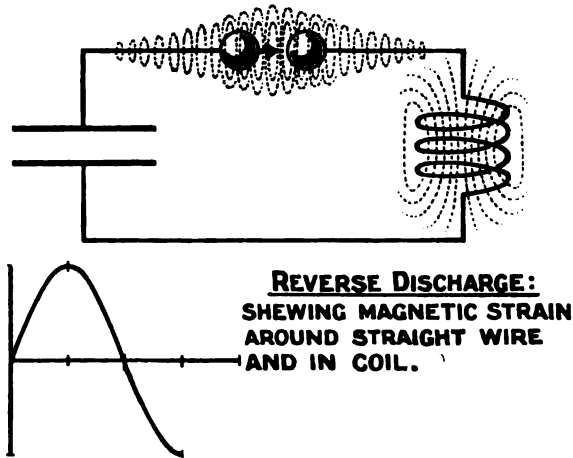 REVERSE DISCHARGE:
SHEWING MAGNETIC STRAIN
AROUND STRAIGHT WIRE
AND IN COIL.